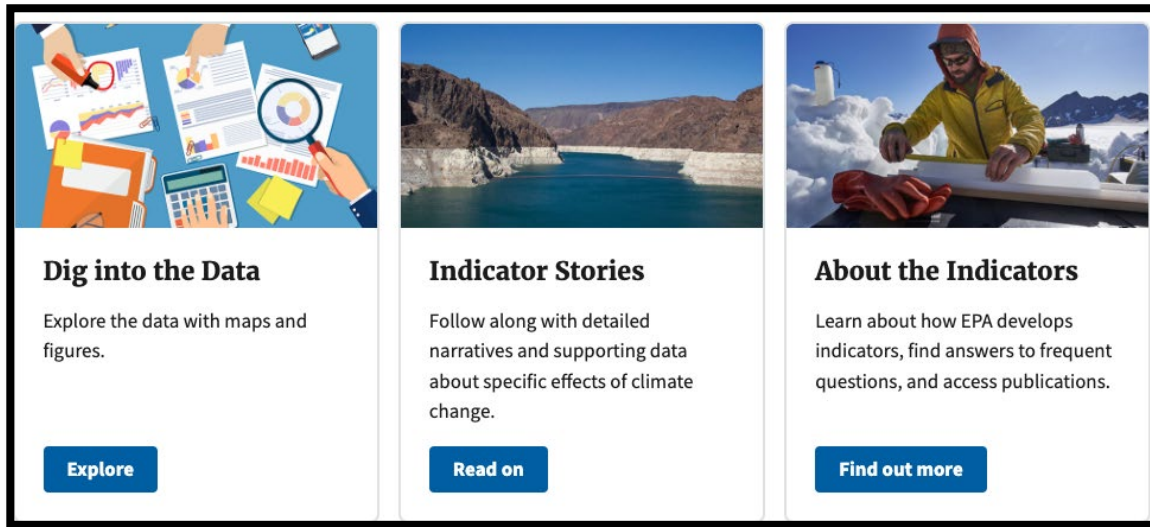 Dig into the Data
Explore the data with maps and
figures.
Explore
Indicator Stories
Follow along with detailed
narratives and supporting data
about specific effects of climate
change.
Read on
About the Indicators
Learn about how EPA develops
indicators, find answers to frequent
questions, and access publications.
Find out more